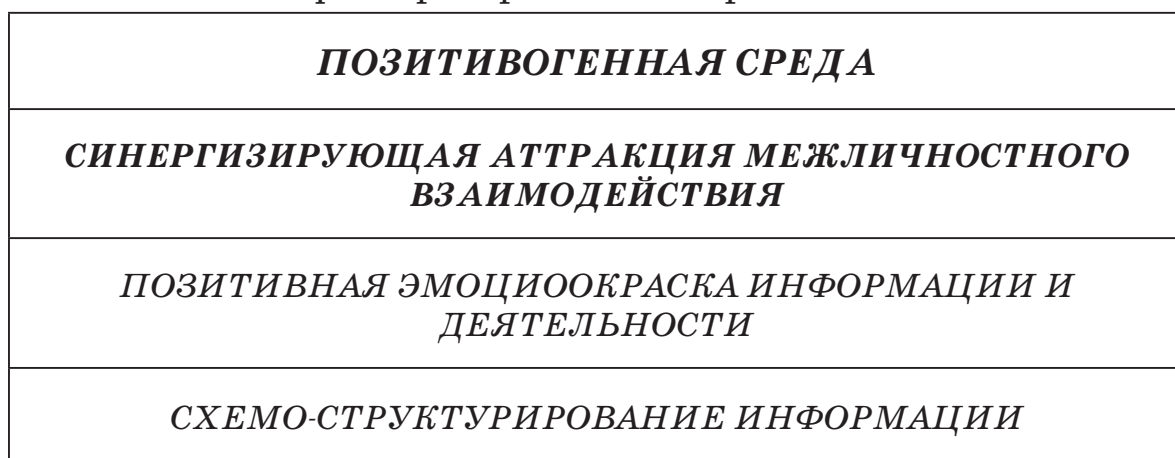 ПОЗИТИВОГЕННАЯ СРЕДА
СИНЕРГИЗИРУЮЩАЯ АТТРАКЦИЯ МЕЖЛИЧНОСТНОГО
ВЗАИМОДЕЙСТВИЯ
ПОЗИТИВНАЯ ЭМОЦИООКРАСКА ИНФОРМАЦИИ И
ДЕЯТЕЛЬНОСТИ
СХЕМО-СТРУКТУРИРОВАНИЕ ИНФОРМАЦИИ